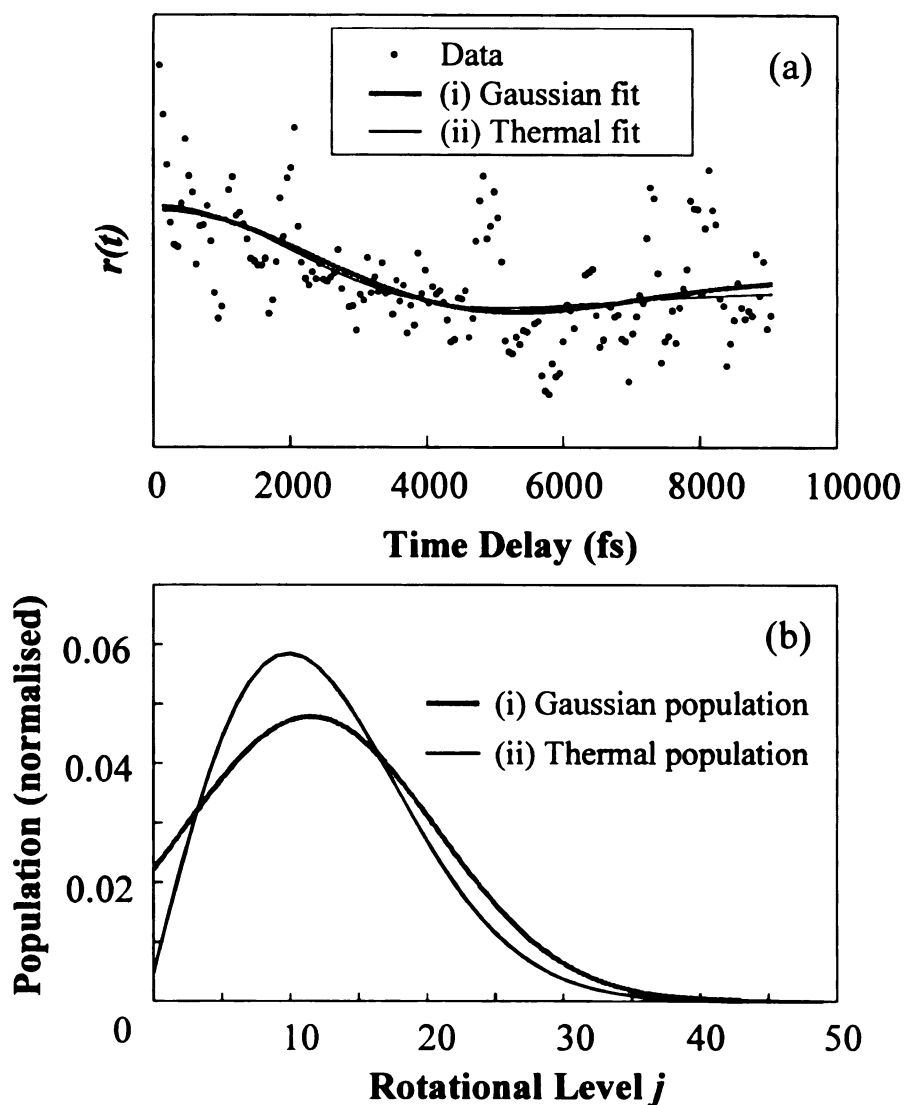 Data
(i) Gaussian fit
(ii) Thermal fit
(a)
r(t)
0 2000 4000 6000 8000 10000
Time Delay (fs)
(b)
(i) Gaussian population
(ii) Thermal population
Population (normalised)
0.06
0.04
0.02
0
10 20 30 40 50
Rotational Level j